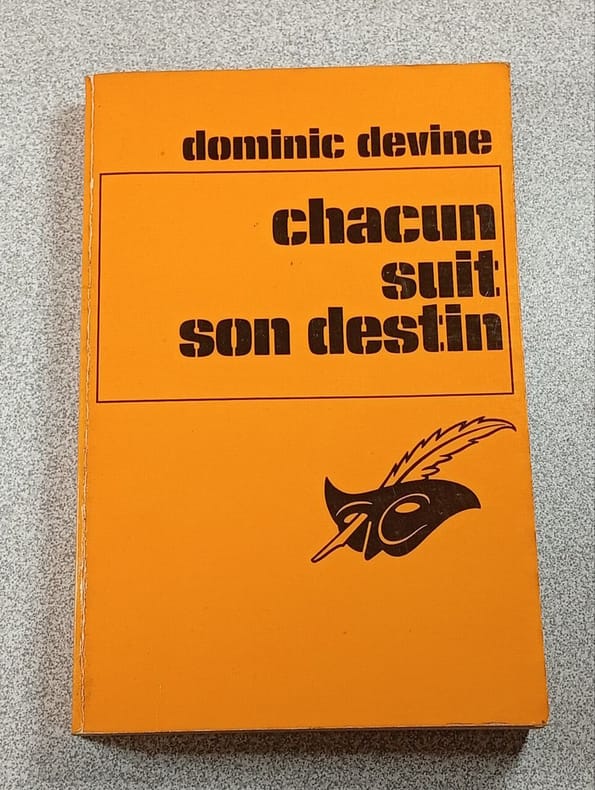 dominic devine
chacun
suit
son destin